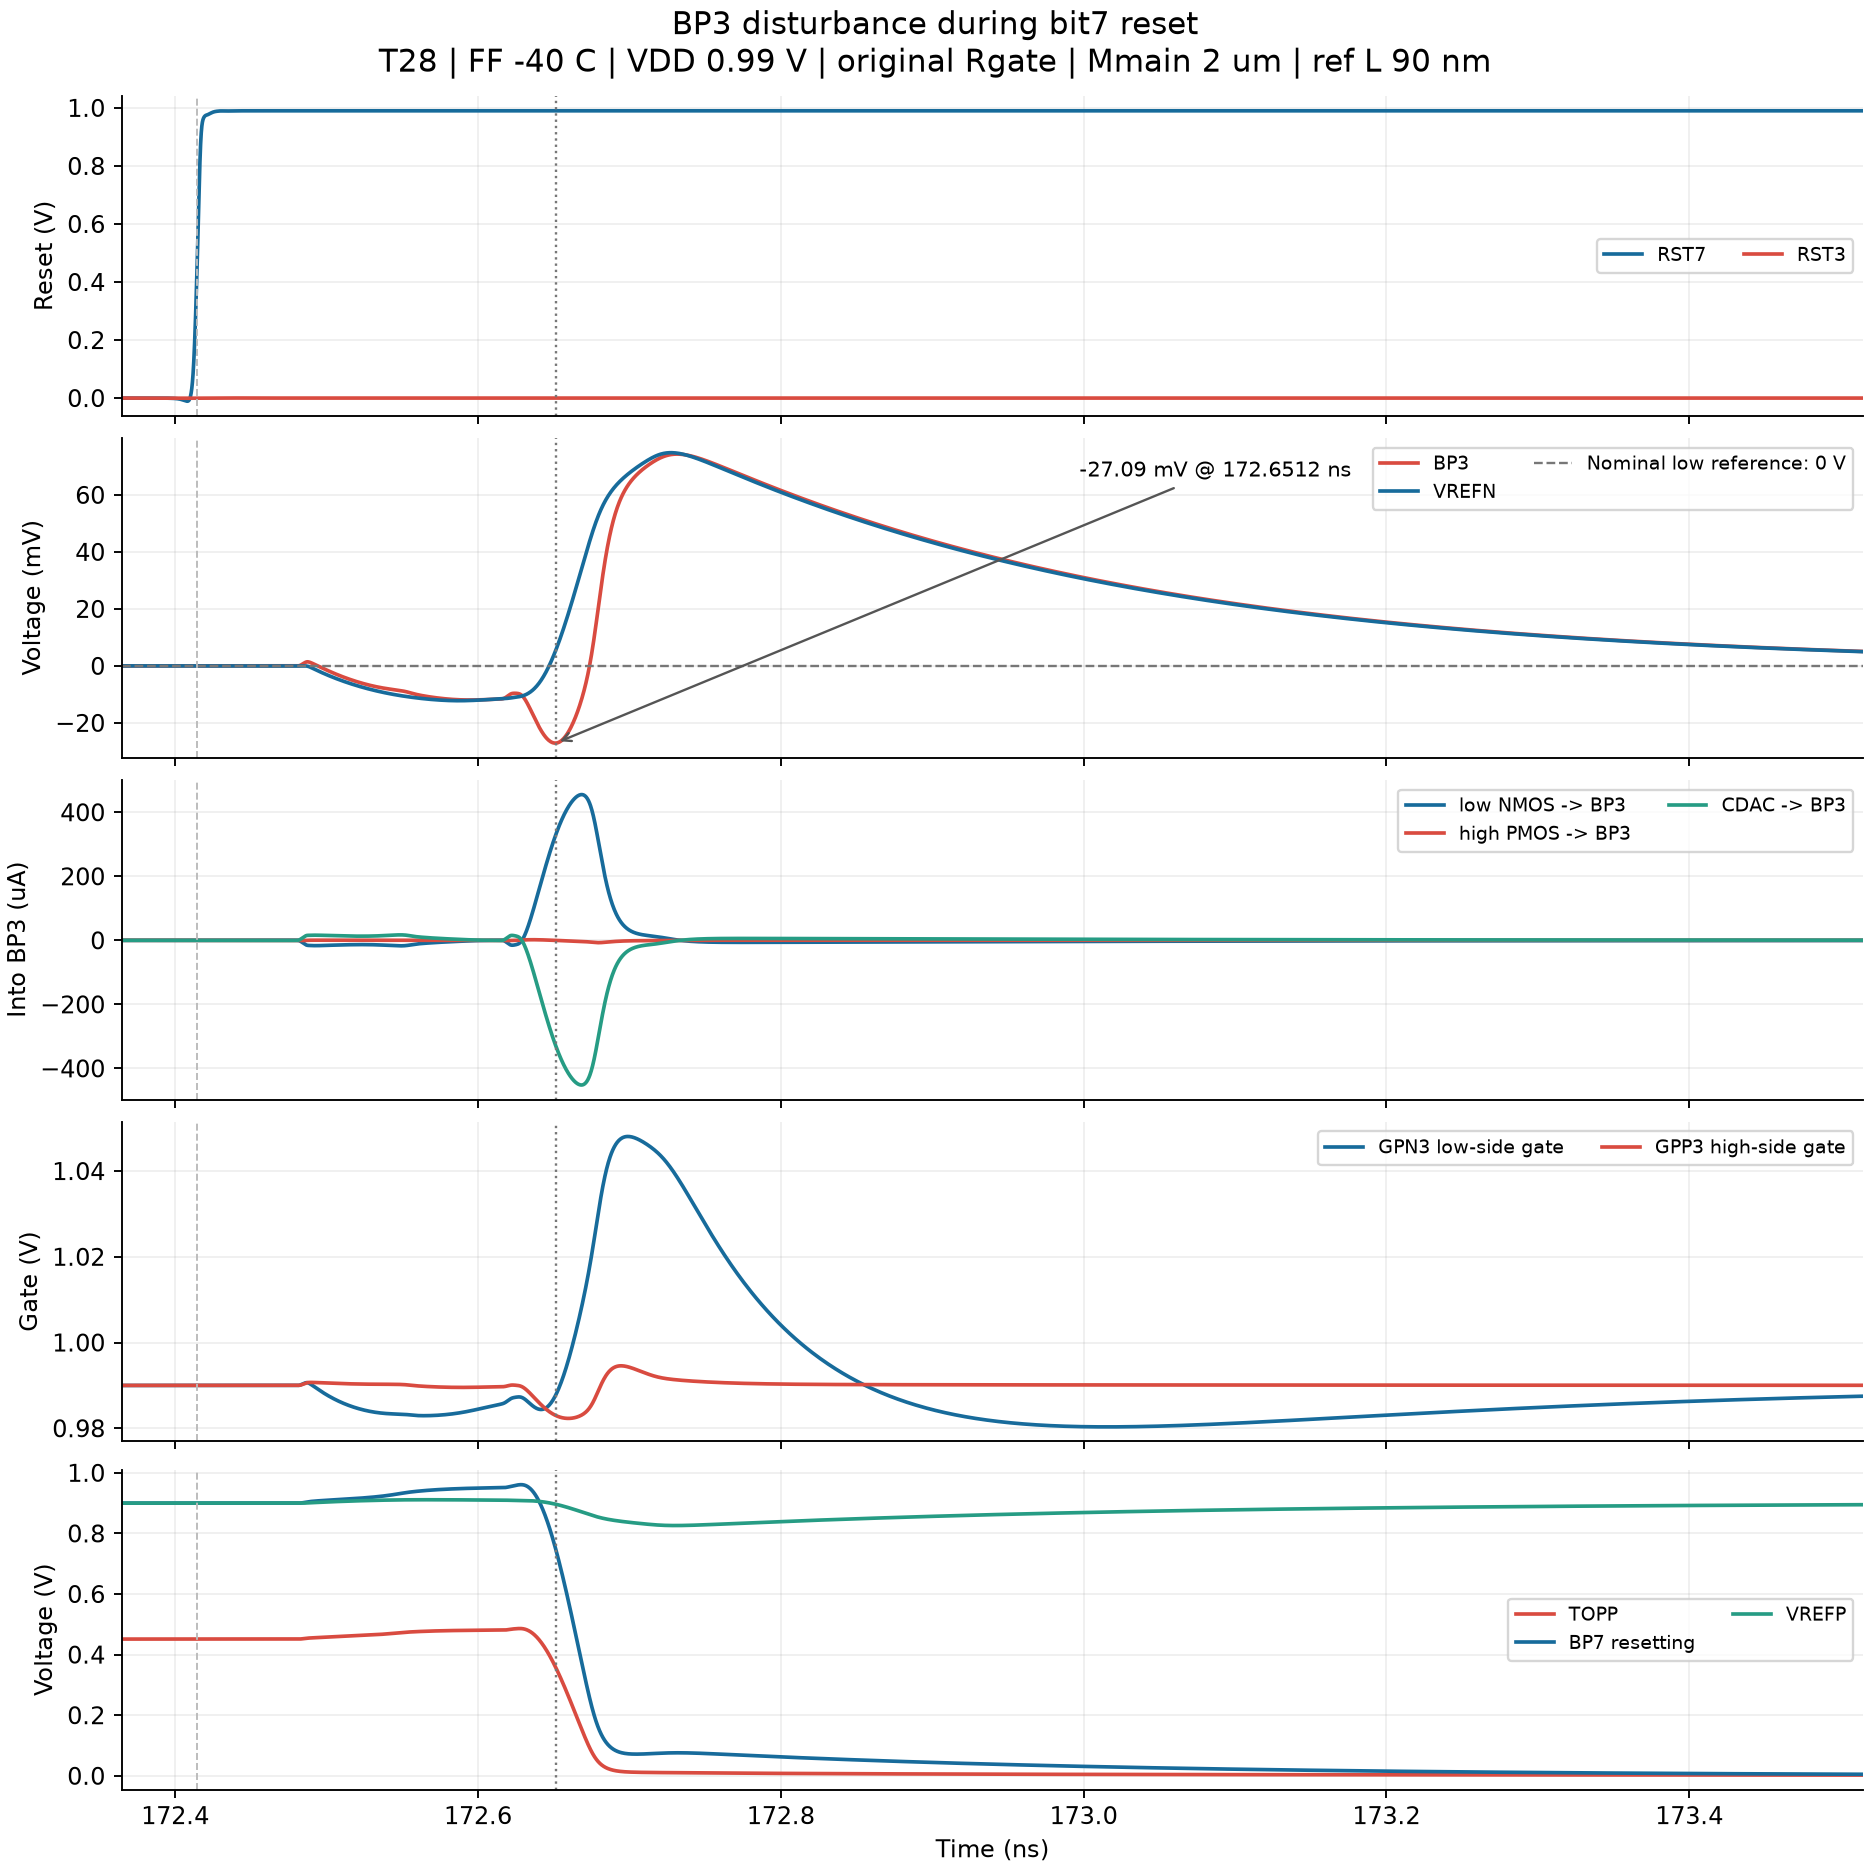 BP3 disturbance during bit7 reset
T28 | FF -40 C | VDD 0.99 V | original Rgate | Mmain 2 um | ref L 90 nm
Reset (V)
1.0
0.8
0.6
0.4
0.2
0.0
RST7 RST3
Voltage (mV)
60
40
20
0
−20
-27.09 mV @ 172.6512 ns
BP3 Nominal low reference: 0 V
VREFN
Into BP3 (uA)
400
200
0
−200
−400
low NMOS -> BP3 CDAC -> BP3
high PMOS -> BP3
Gate (V)
1.04
1.02
1.00
0.98
GPN3 low-side gate GPP3 high-side gate
Voltage (V)
1.0
0.8
0.6
0.4
0.2
0.0
TOPP VREFP
BP7 resetting
172.4 172.6 172.8 173.0 173.2 173.4
Time (ns)